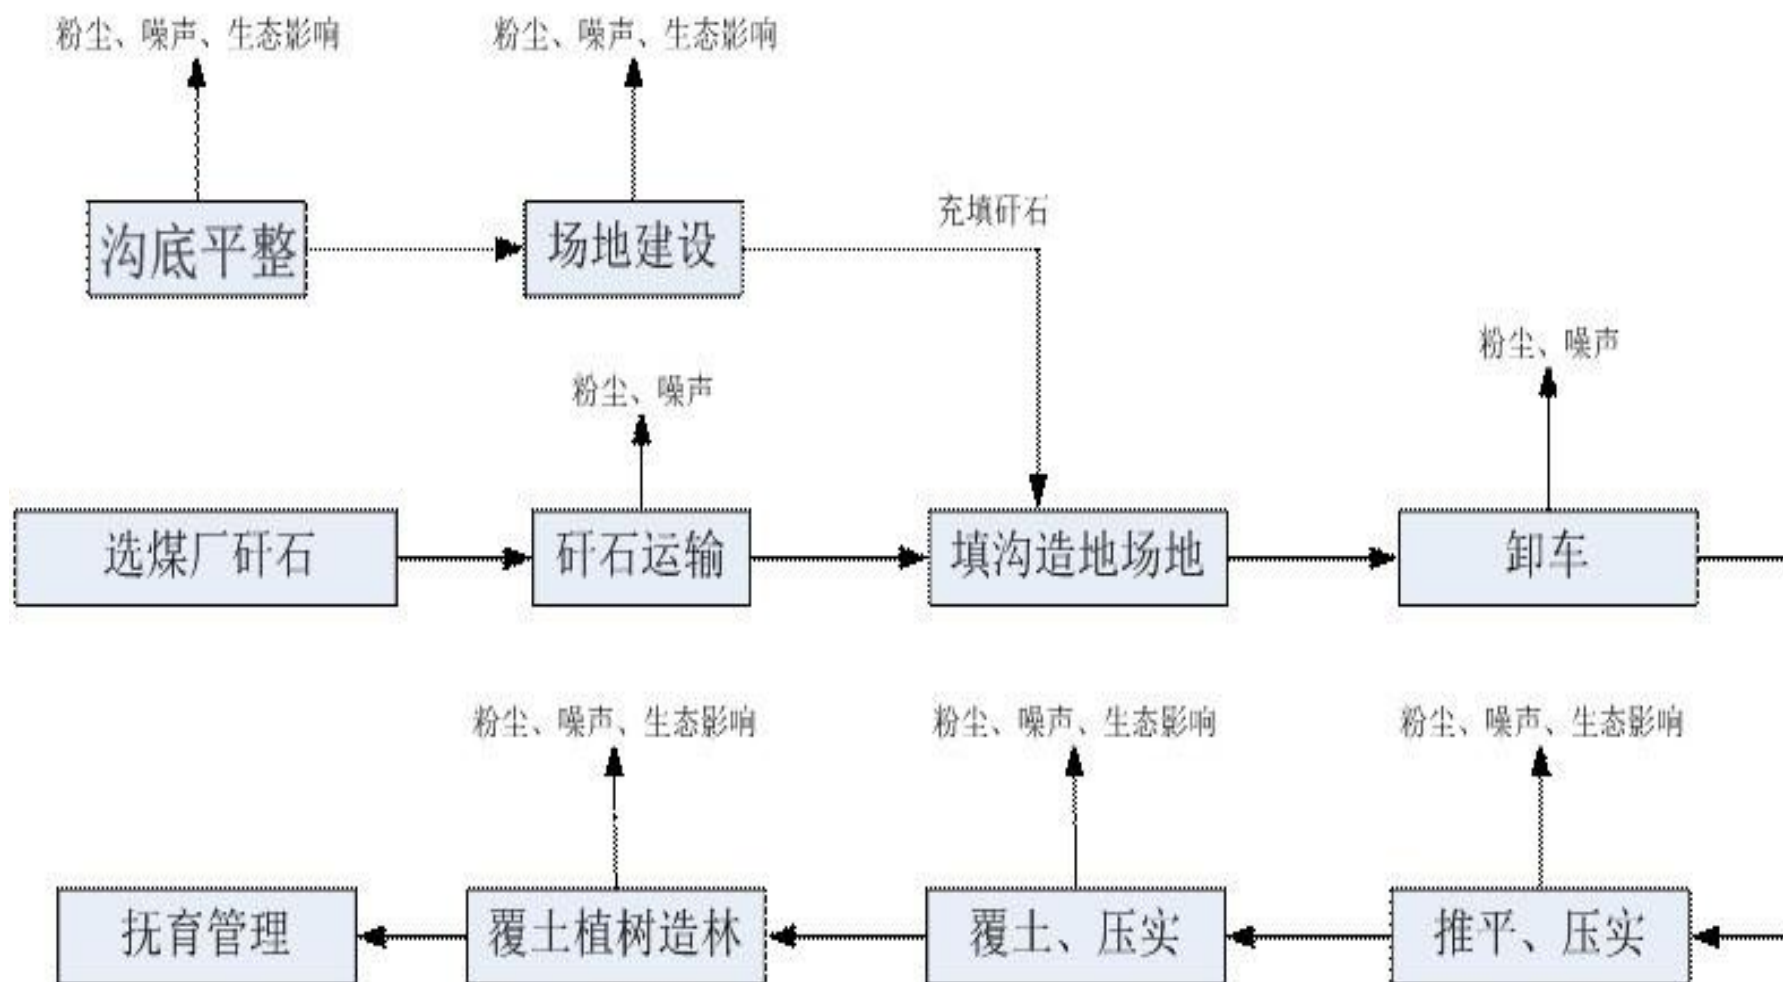 粉尘、噪声、生态影响
粉尘、噪声、生态影响
沟底平整
场地建设
充填矸石
粉尘、噪声
粉尘、噪声
选煤厂矸石
矸石运输
填沟造地场地
卸车
粉尘、噪声、生态影响
粉尘、噪声、生态影响
粉尘、噪声、生态影响
抚育管理
覆土植树造林
覆土、压实
推平、压实